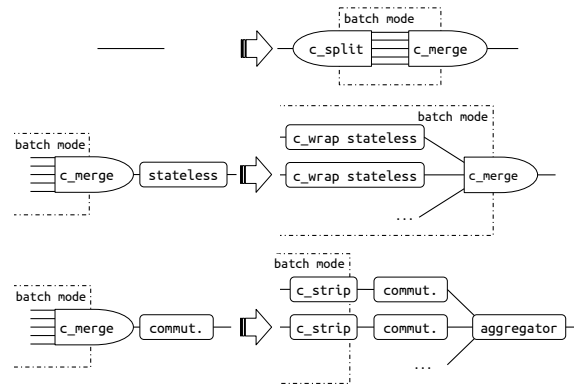 batch mode
c_split
c_merge
batch mode
c_merge
stateless
batch mode
c_wrap stateless
c_wrap stateless
c_merge
...
batch mode
c_merge
commut.
batch mode
c_strip
commut.
c_strip
commut.
aggregator
...